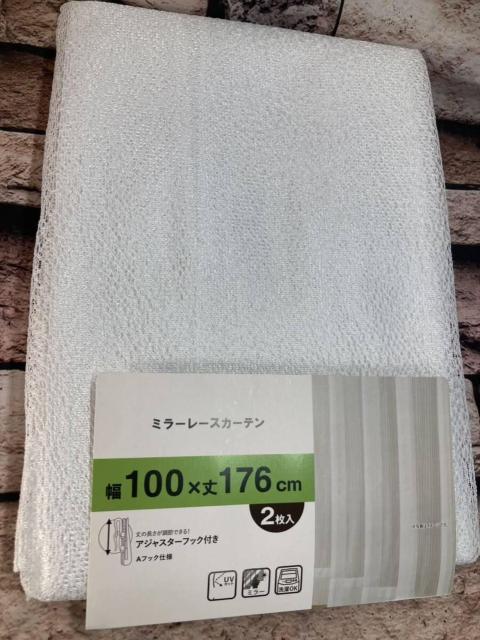 ミラーレースカーテン
幅100×丈176cm
2枚入
丈の長さが調節できる!
アジャスターフック付き
Aフック仕様
UV
ミラー
洗濯OK